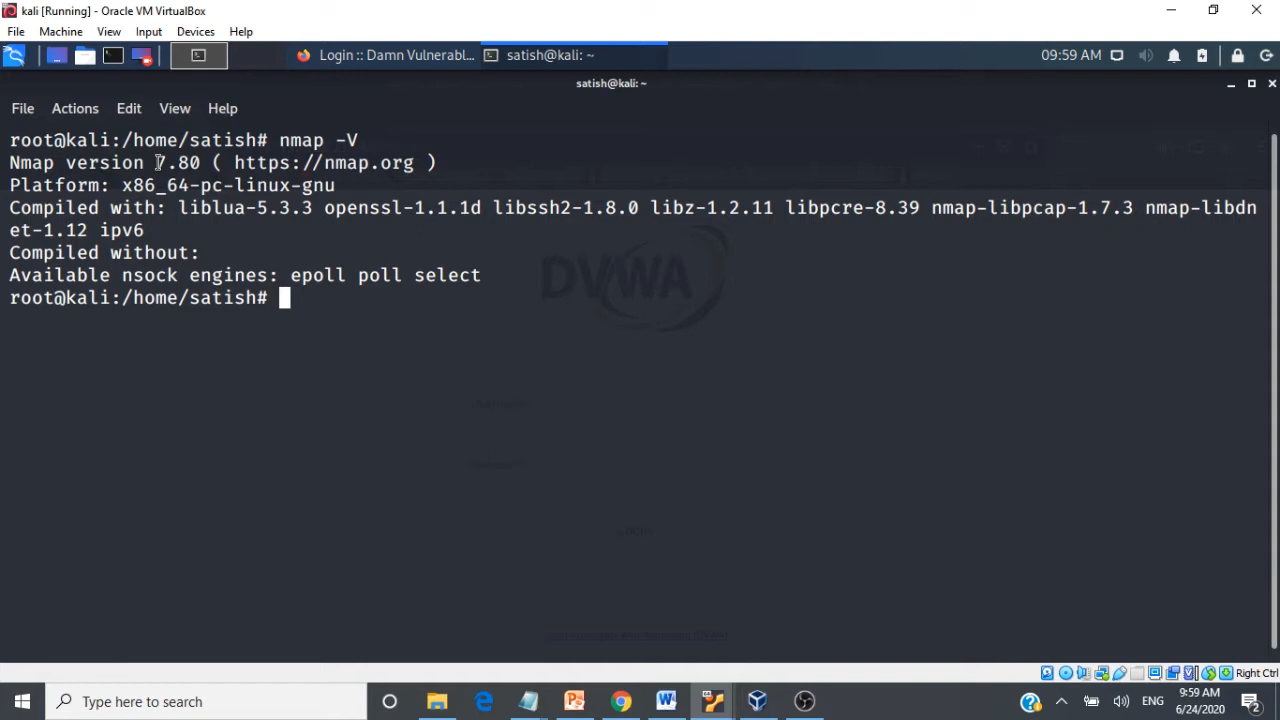 kali [Running] - Oracle VM VirtualBox
File Machine View Input Devices Help
Login :: Damn Vulnerabl... satish@kali: ~ 09:59 AM
satish@kali: ~
File Actions Edit View Help
root@kali:/home/satish# nmap -V
Nmap version 7.80 ( https://nmap.org )
Platform: x86_64-pc-linux-gnu
Compiled with: liblua-5.3.3 openssl-1.1.1d libssh2-1.8.0 libz-1.2.11 libpcre-8.39 nmap-libpcap-1.7.3 nmap-libdn
et-1.12 ipv6
Compiled without:
Available nsock engines: epoll poll select
root@kali:/home/satish#
DVWA
Right Ctrl
Type here to search
ENG
9:59 AM
6/24/2020
2